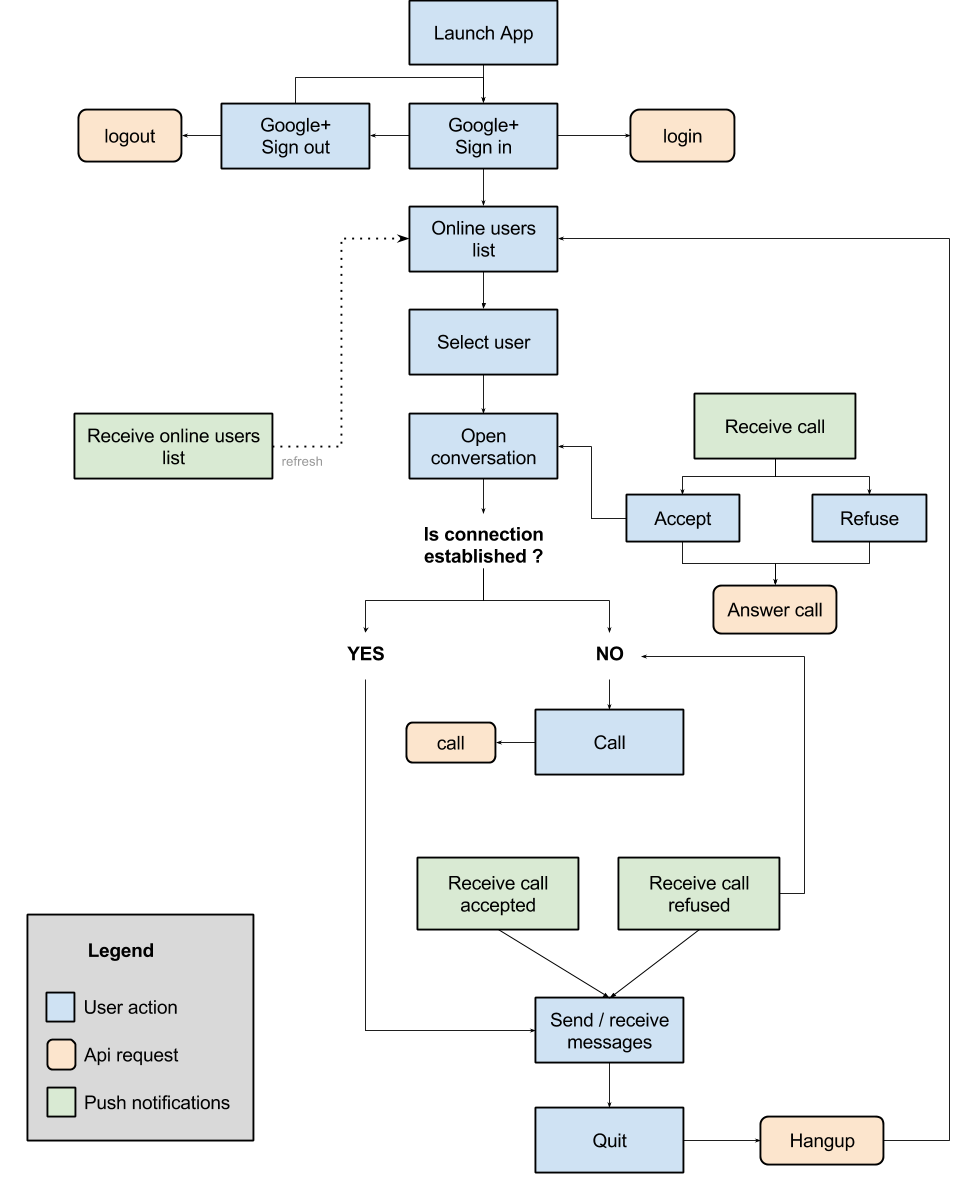 Launch App
logout
Google+
Sign out
Google+
Sign in
login
Online users
list
Select user
Receive online users
list
refresh
Open
conversation
Receive call
Accept
Refuse
Is connection
established ?
Answer call
YES
NO
call
Call
Receive call
accepted
Receive call
refused
Legend
User action
Api request
Push notifications
Send / receive
messages
Quit
Hangup